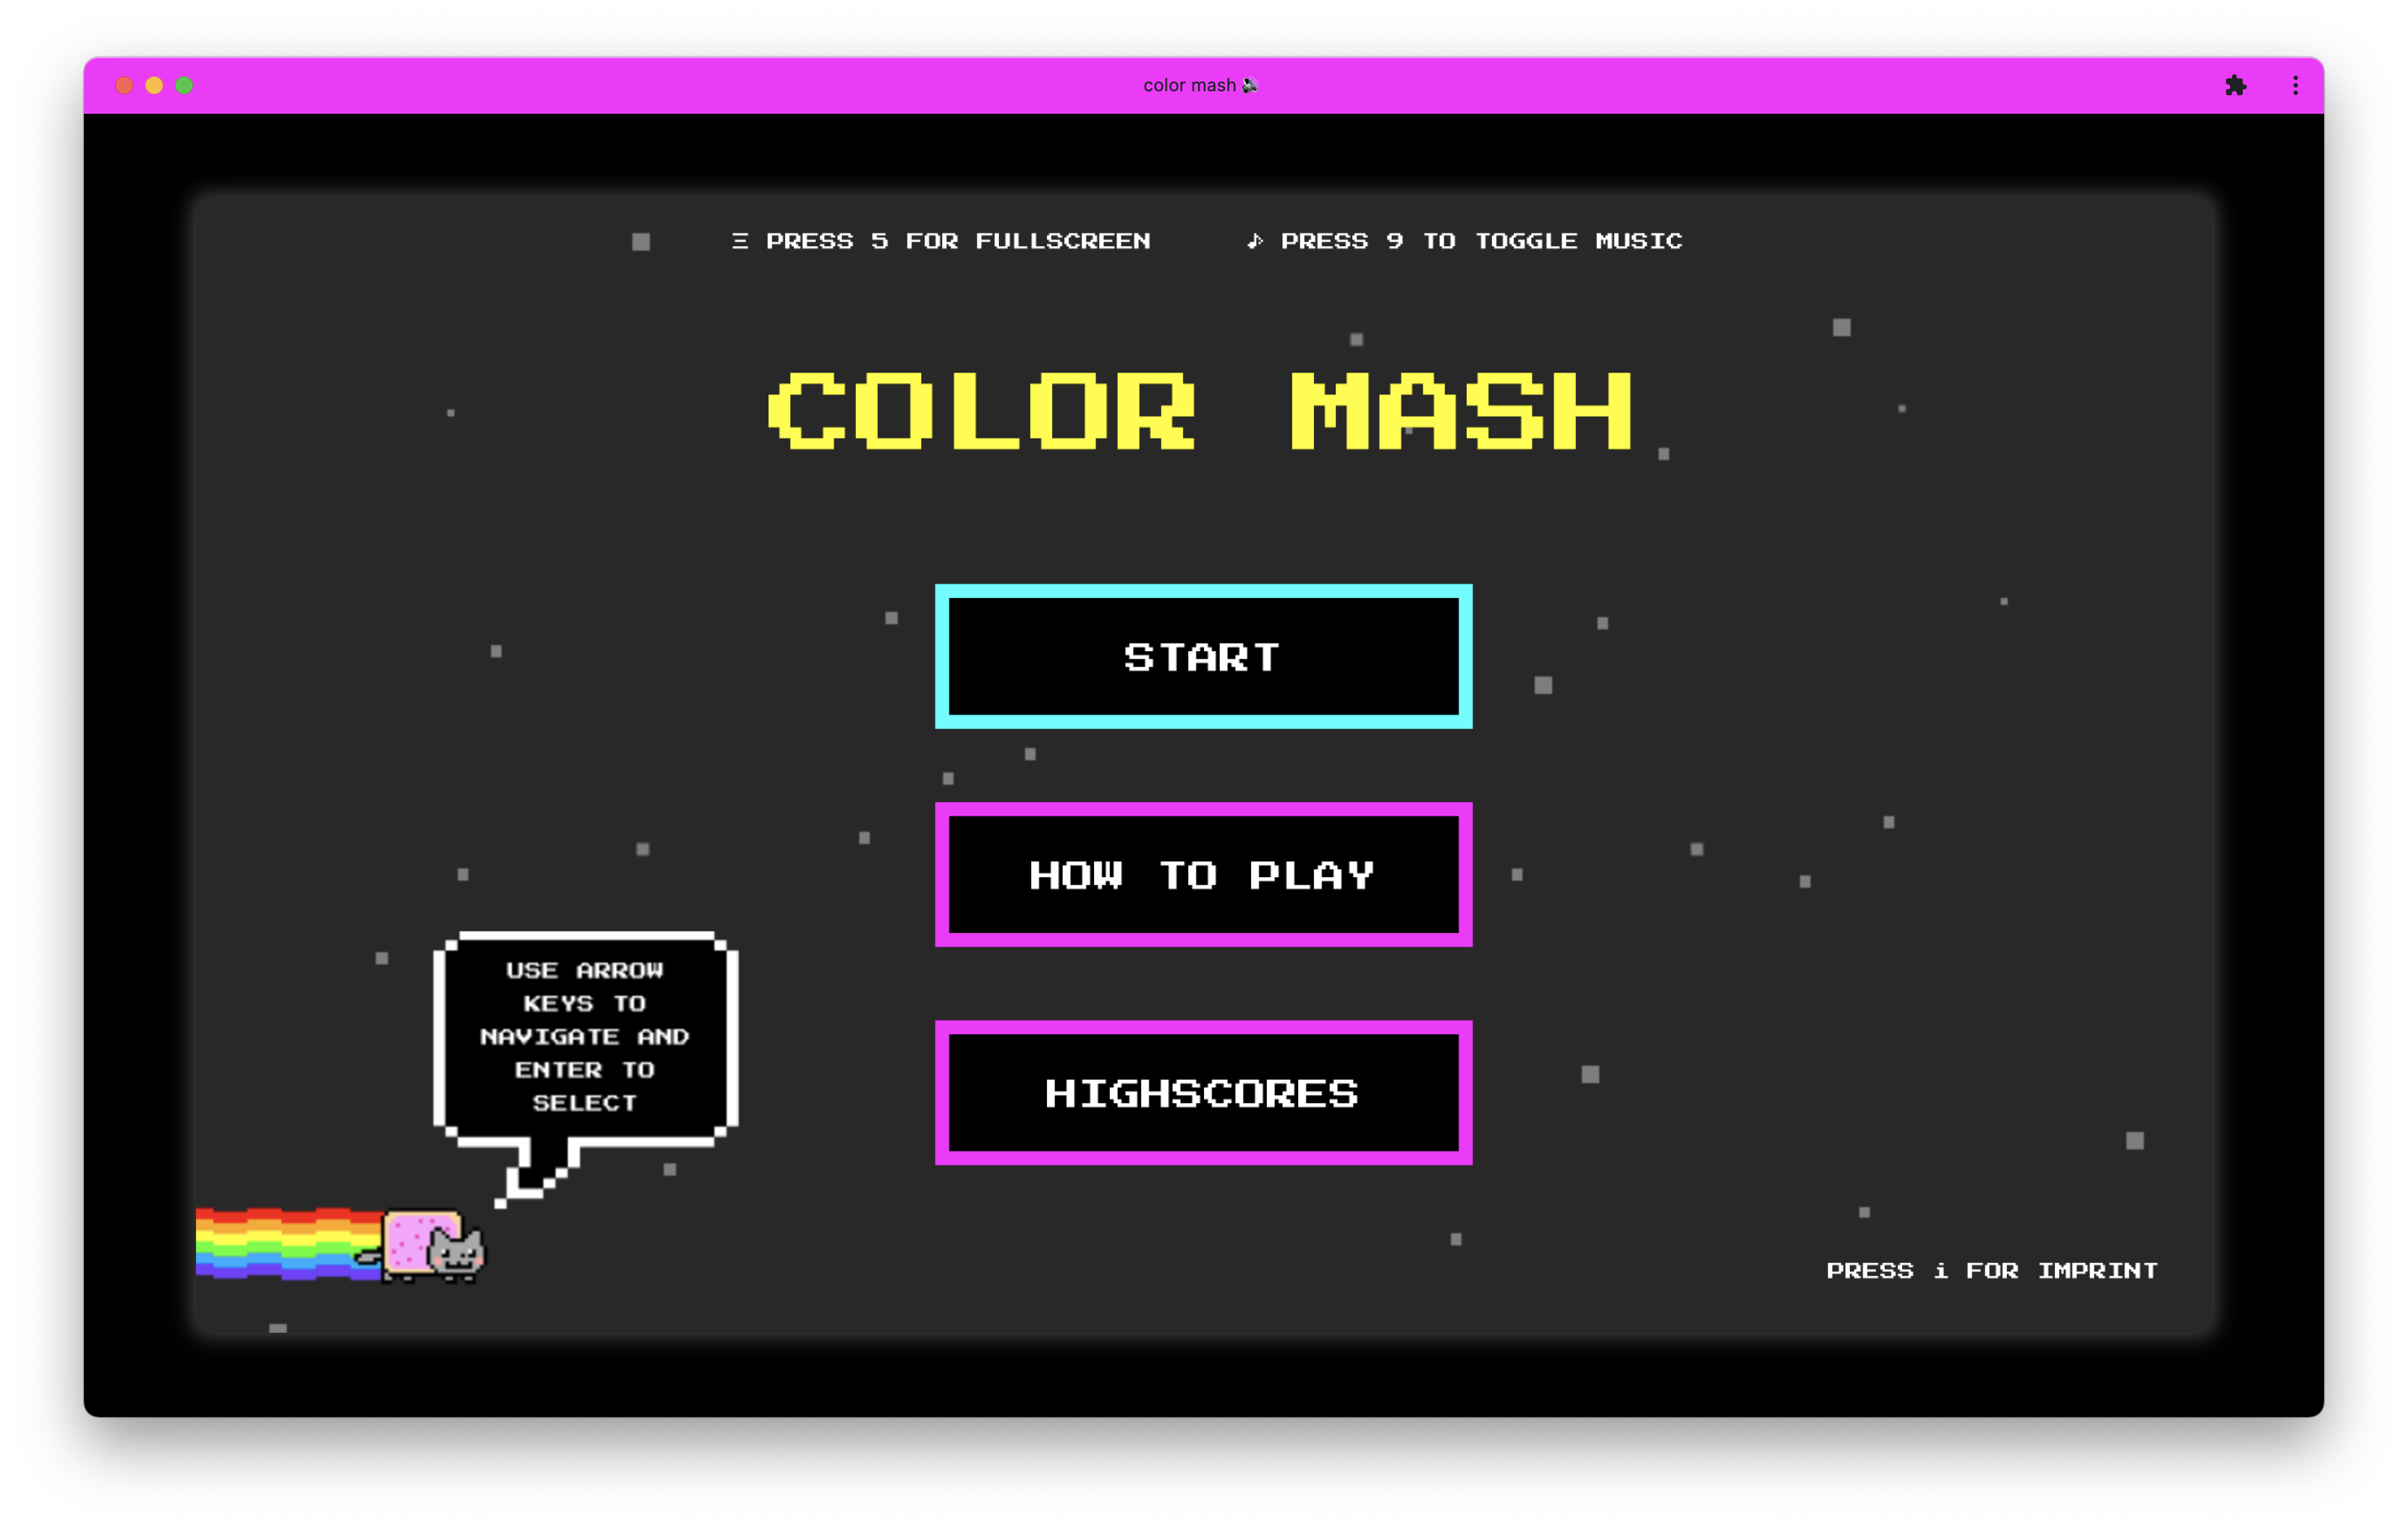 color mash
Ξ PRESS 5 FOR FULLSCREEN
♪ PRESS 9 TO TOGGLE MUSIC
COLOR MASH
START
HOW TO PLAY
HIGHSCORES
USE ARROW
KEYS TO
NAVIGATE AND
ENTER TO
SELECT
PRESS i FOR IMPRINT